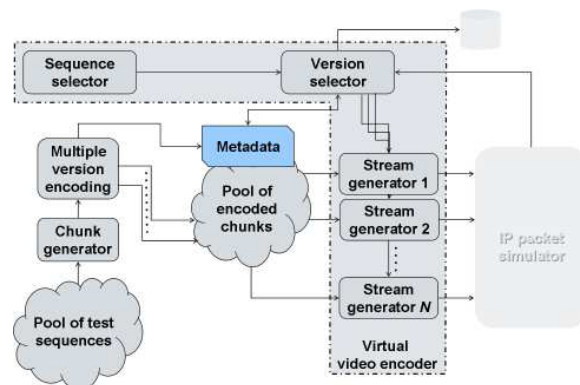 Sequence
selector
Version
selector
Metadata
Multiple
version
encoding
Stream
generator 1
Pool of
encoded
chunks
Stream
generator 2
Chunk
generator
IP packet
simulator
Stream
generator N
Pool of test
sequences
Virtual
video encoder